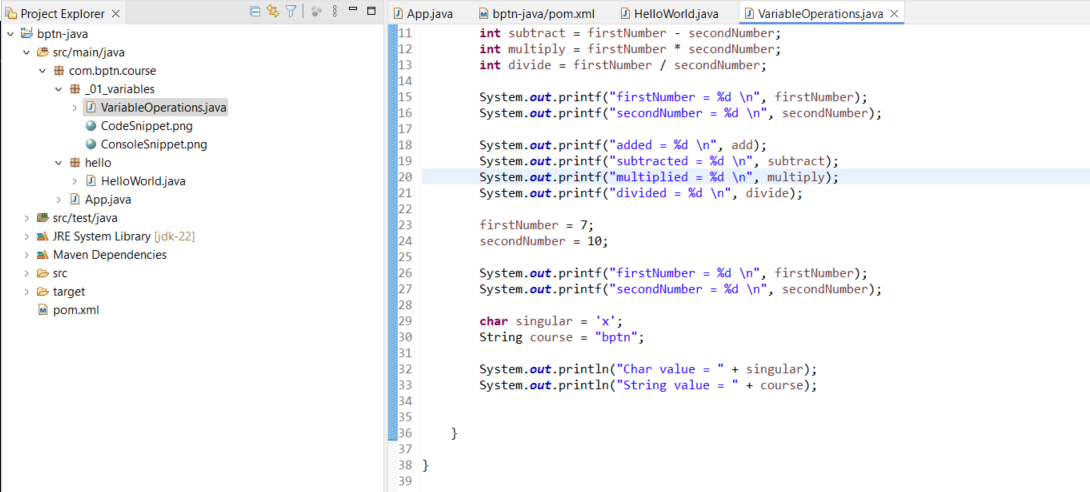 Project Explorer
bptn-java
src/main/java
com.bptn.course
_01_variables
VariableOperations.java
CodeSnippet.png
ConsoleSnippet.png
hello
HelloWorld.java
App.java
src/test/java
JRE System Library [jdk-22]
Maven Dependencies
src
target
pom.xml
App.java bptn-java/pom.xml HelloWorld.java VariableOperations.java
11 int subtract = firstNumber - secondNumber;
12 int multiply = firstNumber * secondNumber;
13 int divide = firstNumber / secondNumber;
14
15 System.out.printf("firstNumber = %d \n", firstNumber);
16 System.out.printf("secondNumber = %d \n", secondNumber);
17
18 System.out.printf("added = %d \n", add);
19 System.out.printf("subtracted = %d \n", subtract);
20 System.out.printf("multiplied = %d \n", multiply);
21 System.out.printf("divided = %d \n", divide);
22
23 firstNumber = 7;
24 secondNumber = 10;
25
26 System.out.printf("firstNumber = %d \n", firstNumber);
27 System.out.printf("secondNumber = %d \n", secondNumber);
28
29 char singular = 'x';
30 String course = "bptn";
31
32 System.out.println("Char value = " + singular);
33 System.out.println("String value = " + course);
34
35
36 }
37
38 }
39